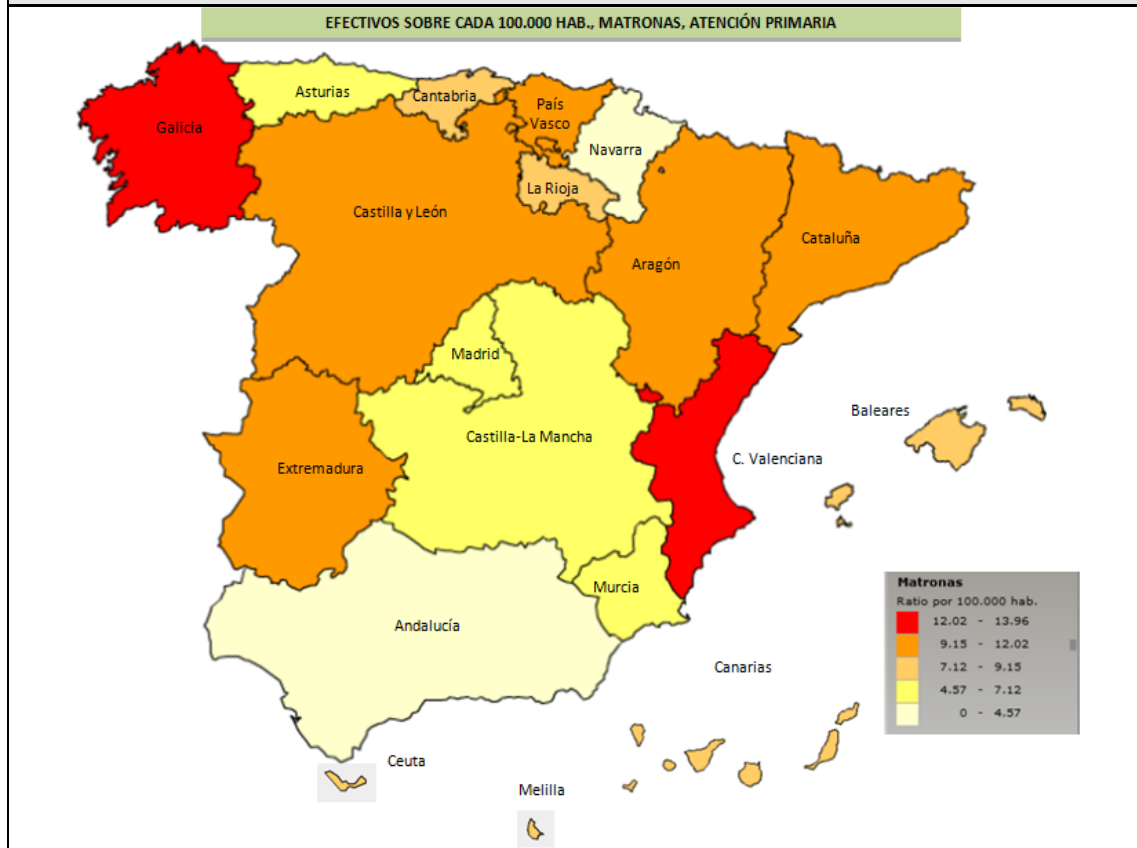 EFECTIVOS SOBRE CADA 100.000 HAB., MATRONAS, ATENCIÓN PRIMARIA
Asturias
Cantabria
País
Vasco
Galicia
Navarra
La Rioja
Castilla y León
Cataluña
Aragón
Madrid
Baleares
Castilla-La Mancha
C. Valenciana
Extremadura
Murcia
Andalucía
Canarias
Ceuta
Melilla
Matronas
Ratio por 100.000 hab.
12.02 - 13.96
9.15 - 12.02
7.12 - 9.15
4.57 - 7.12
0 - 4.57